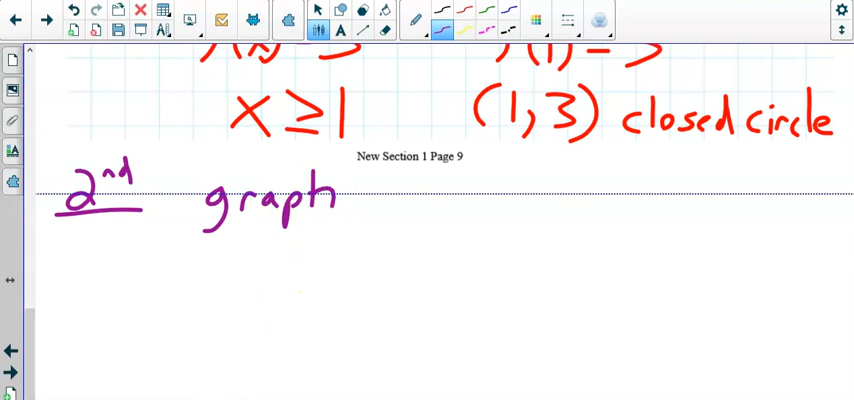 x ≥ 1 (1, 3) closed circle
New Section 1 Page 9
2nd graph